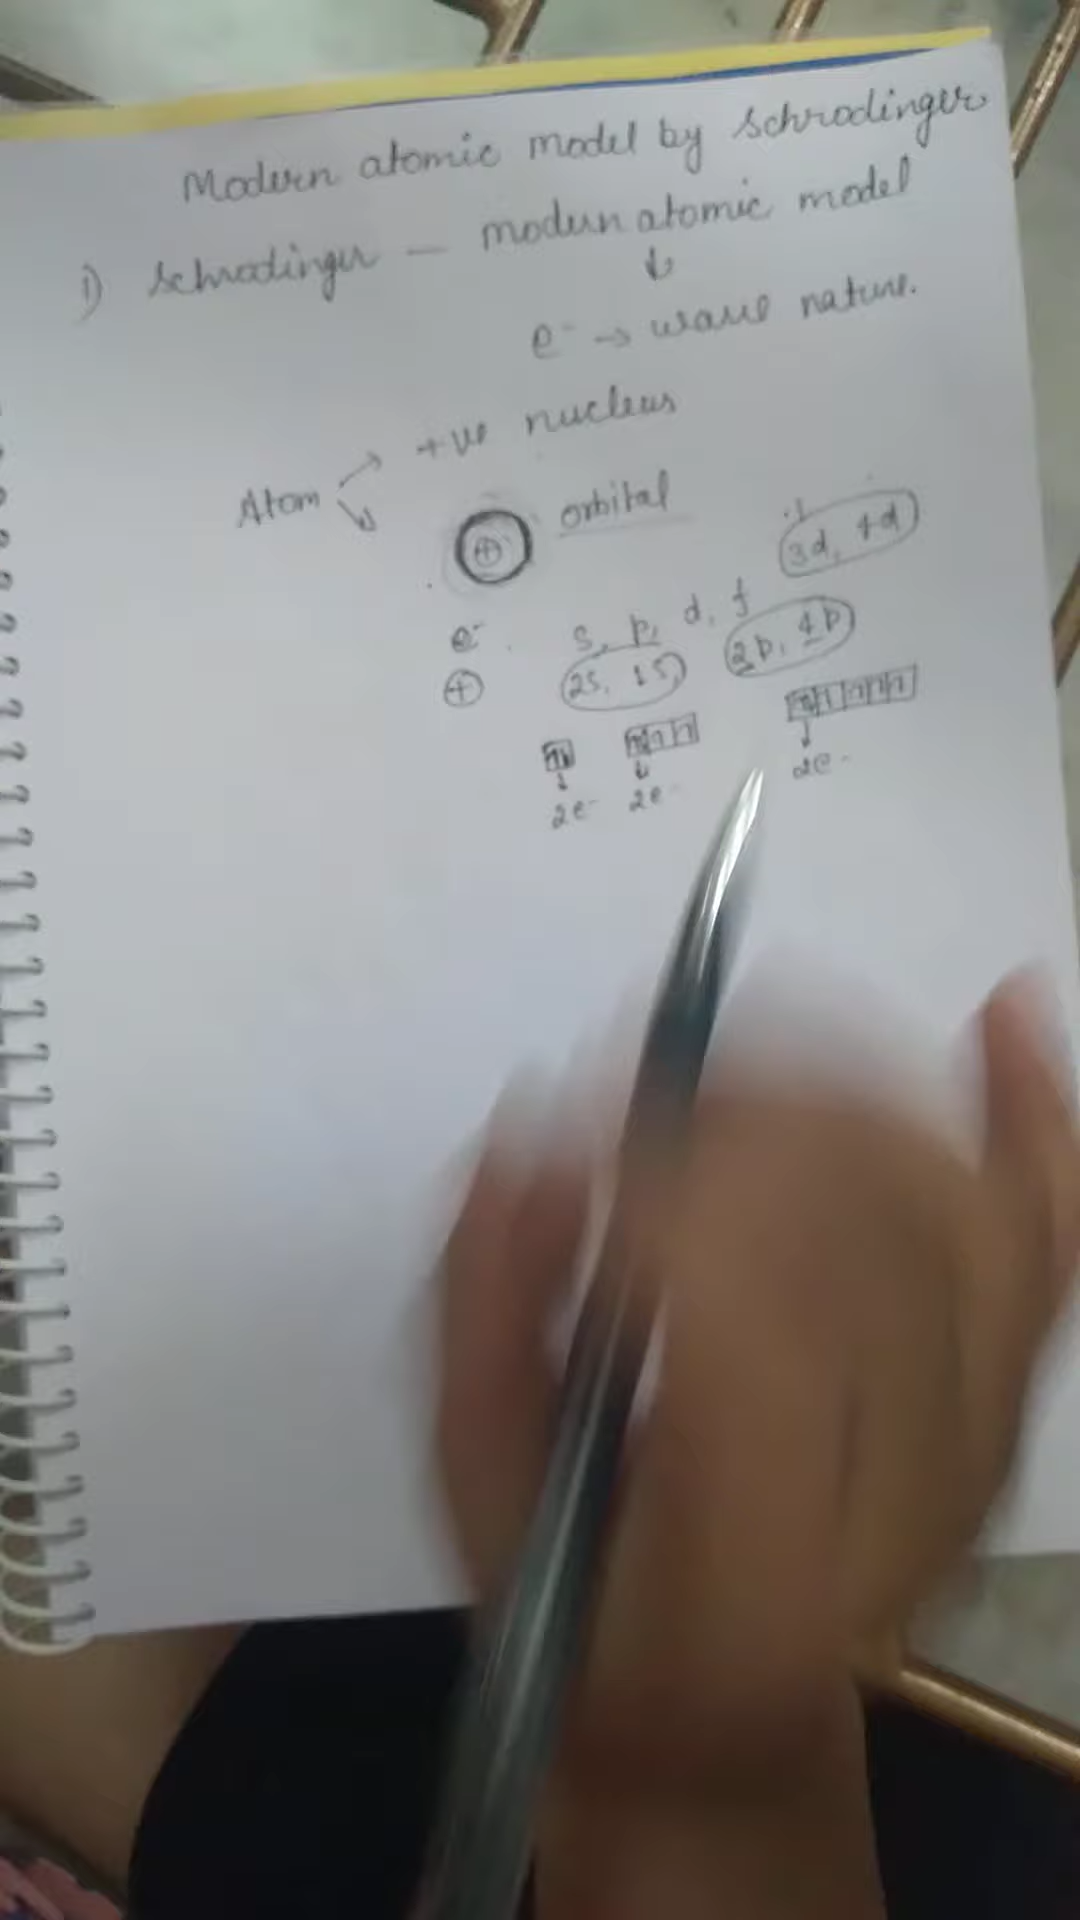 Modern atomic model by Schrodinger
1) Schrodinger — modern atomic model
↓
e⁻ → wave nature.
Atom → +ve nucleus
↘ ⊕ orbital
3d, 4d
e⁻ s, p, d, f
⊕ 2s, 1s, 2p, 4p
↓ ↓ ↓
2e⁻ 2e⁻ 2e⁻